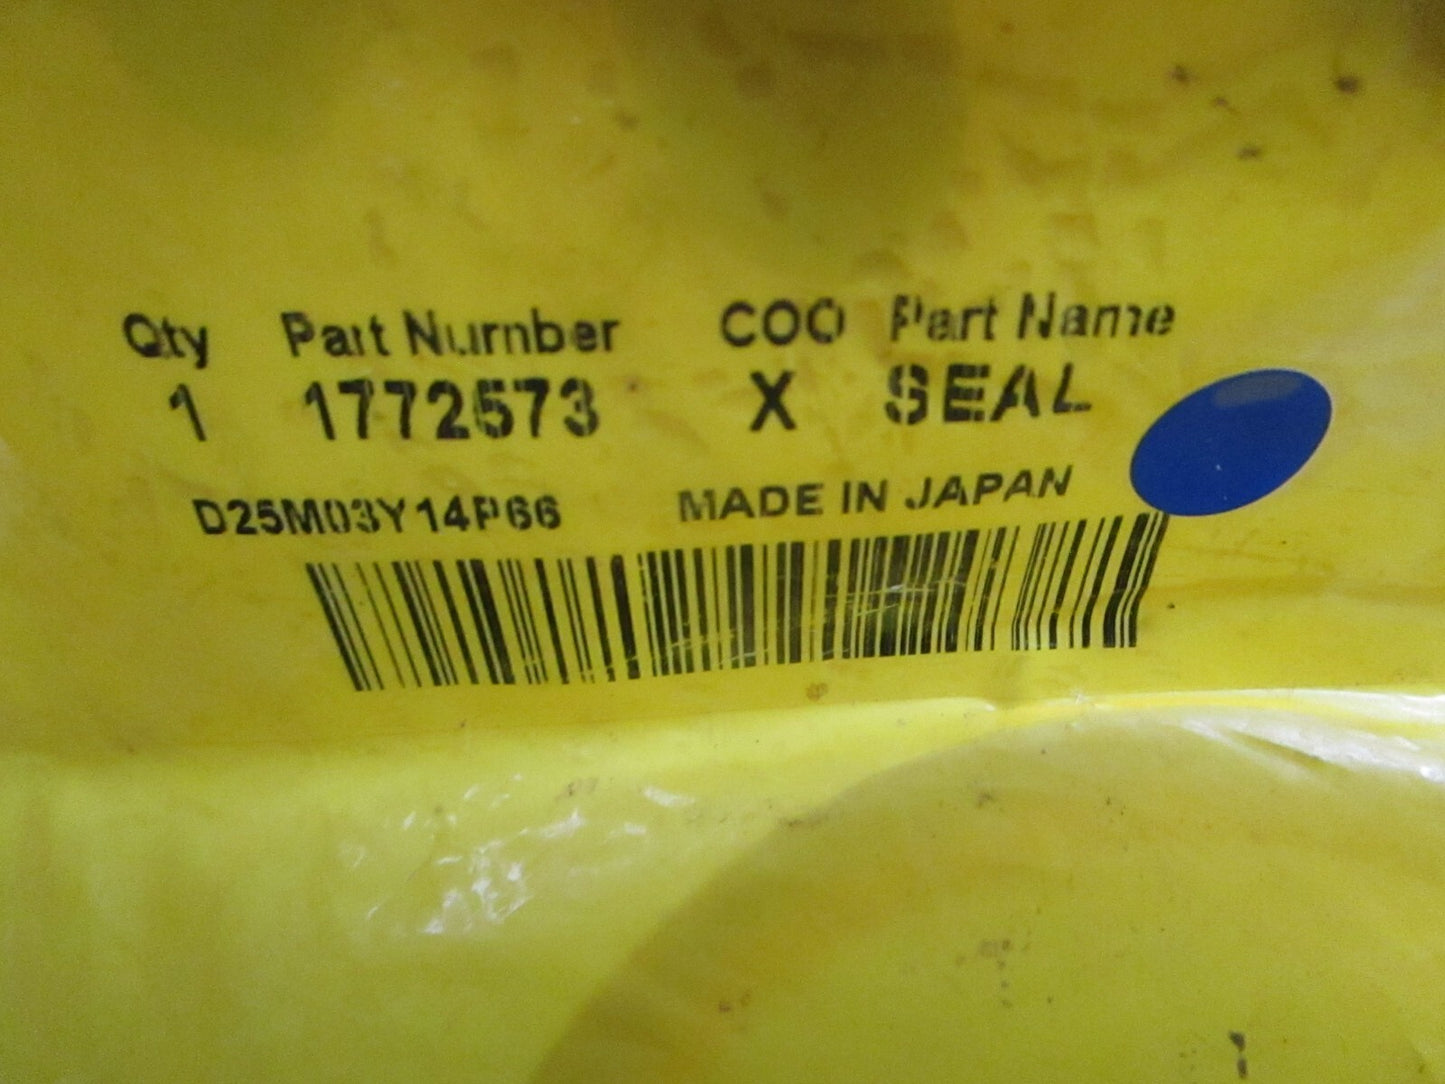 Qty Part Number COO Part Name
1 1772573 X SEAL
D25M03Y14P66 MADE IN JAPAN